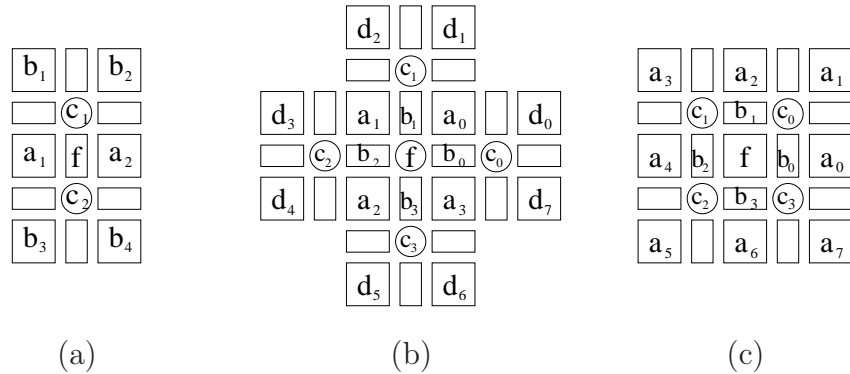 d₂ d₁
b₁ b₂ c₁ a₃ a₂ a₁
c₁ d₃ a₁ b₁ a₀ d₀ c₁ b₁ c₀
a₁ f a₂ c₂ b₂ f b₀ c₀ a₄ b₂ f b₀ a₀
c₂ d₄ a₂ b₃ a₃ d₇ c₂ b₃ c₃
b₃ b₄ c₃ a₅ a₆ a₇
d₅ d₆
(a) (b) (c)